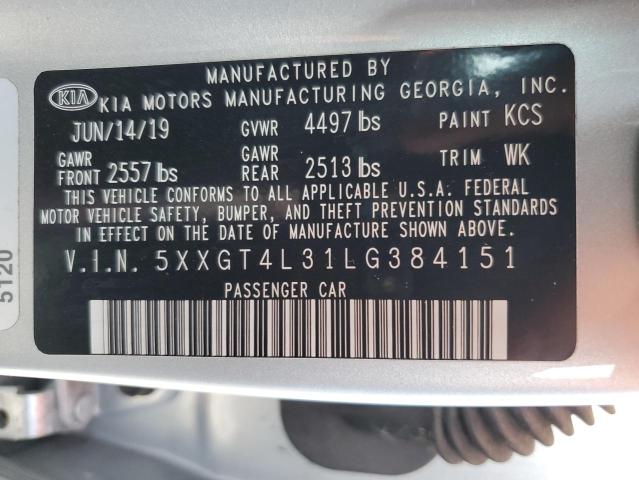 MANUFACTURED BY
KIA KIA MOTORS MANUFACTURING GEORGIA, INC.
JUN/14/19 GVWR 4497 lbs PAINT KCS
GAWR FRONT 2557 lbs GAWR REAR 2513 lbs TRIM WK
THIS VEHICLE CONFORMS TO ALL APPLICABLE U.S.A. FEDERAL
MOTOR VEHICLE SAFETY, BUMPER, AND THEFT PREVENTION STANDARDS
IN EFFECT ON THE DATE OF MANUFACTURE SHOWN ABOVE.
V.I.N. 5XXGT4L31LG384151
PASSENGER CAR
5120